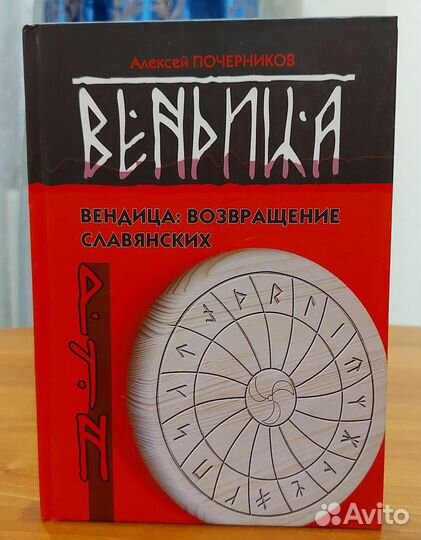 Алексей ПОЧЕРНИКОВ
ВЕНДИЦА
ВЕНДИЦА: ВОЗВРАЩЕНИЕ
СЛАВЯНСКИХ
Avito